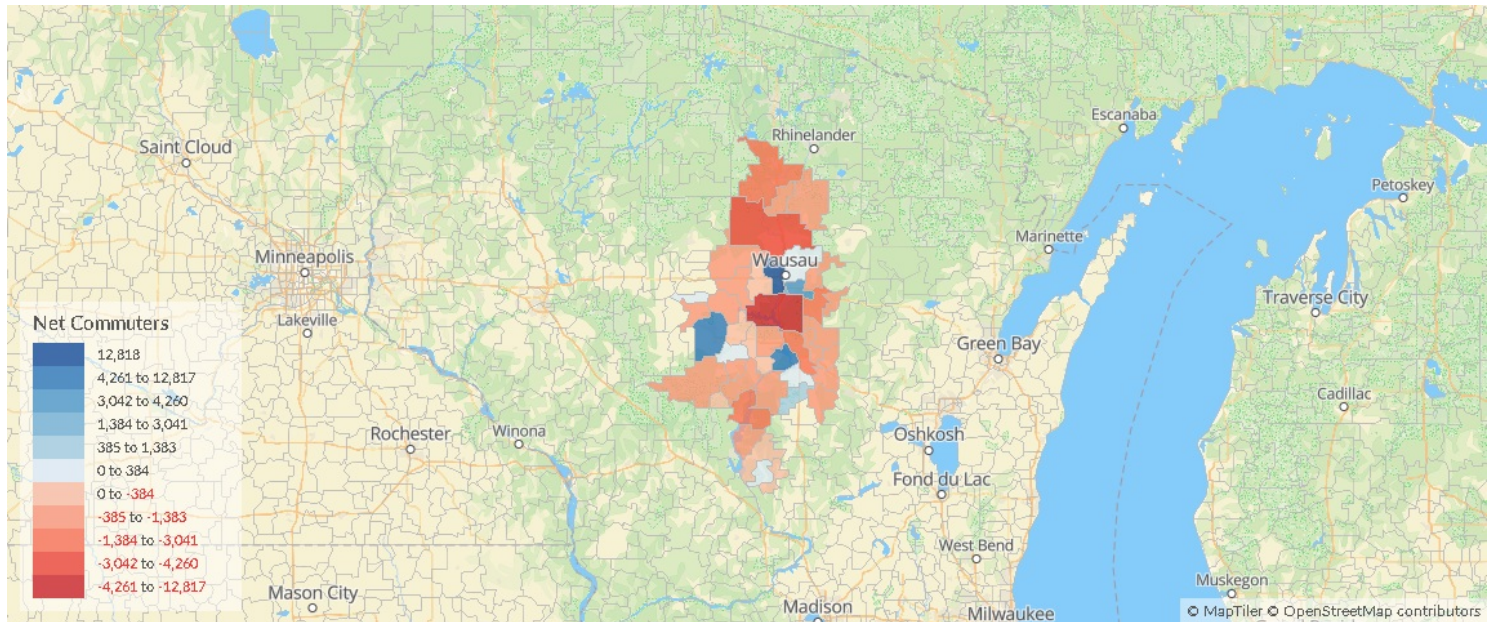 Escanaba
Rhinelander
Saint Cloud
Petoskey
Marinette
Minneapolis
Wausau
Traverse City
Net Commuters
Lakeville
Green Bay
12,818
4,261 to 12,817
Cadillac
3,042 to 4,260
1,384 to 3,041
Rochester
Winona
Oshkosh
385 to 1,383
0 to 384
Fond du Lac
0 to -384
-385 to -1,383
-1,384 to -3,041
West Bend
-3,042 to -4,260
Muskegon
-4,261 to -12,817
Mason City
Madison
Milwaukee
© MapTiler © OpenStreetMap contributors